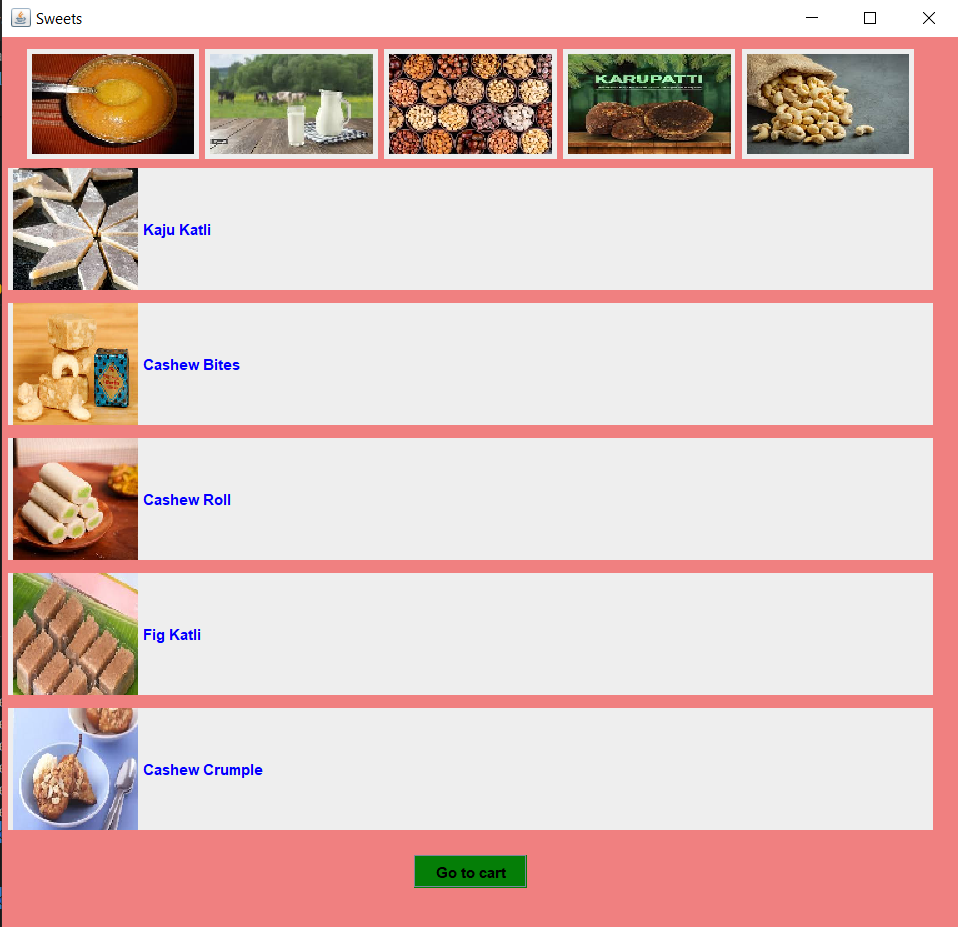 Sweets
KARUPATTI
Kaju Katli
Cashew Bites
Cashew Roll
Fig Katli
Cashew Crumple
Go to cart